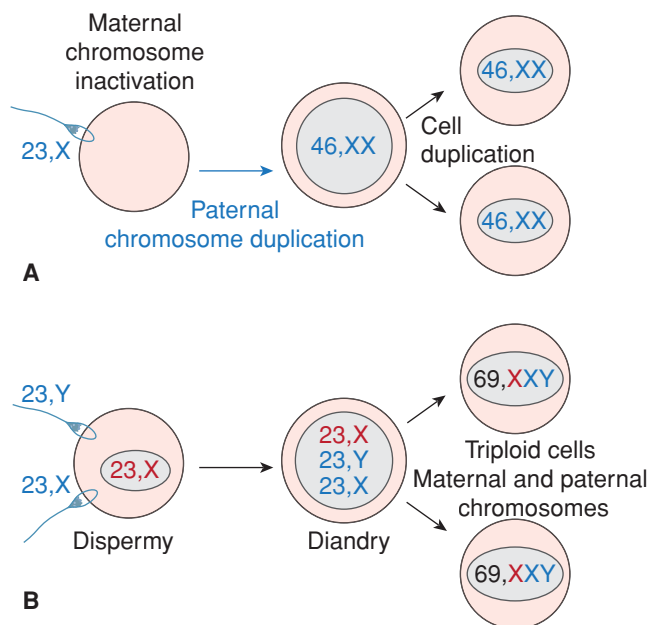 Maternal
chromosome
inactivation
23,X
46,XX
Paternal
chromosome duplication
Cell
duplication
46,XX
46,XX
A
23,Y
23,X
23,X
Dispermy
23,X
23,Y
23,X
Diandry
69,XXY
Triploid cells
Maternal and paternal
chromosomes
69,XXY
B